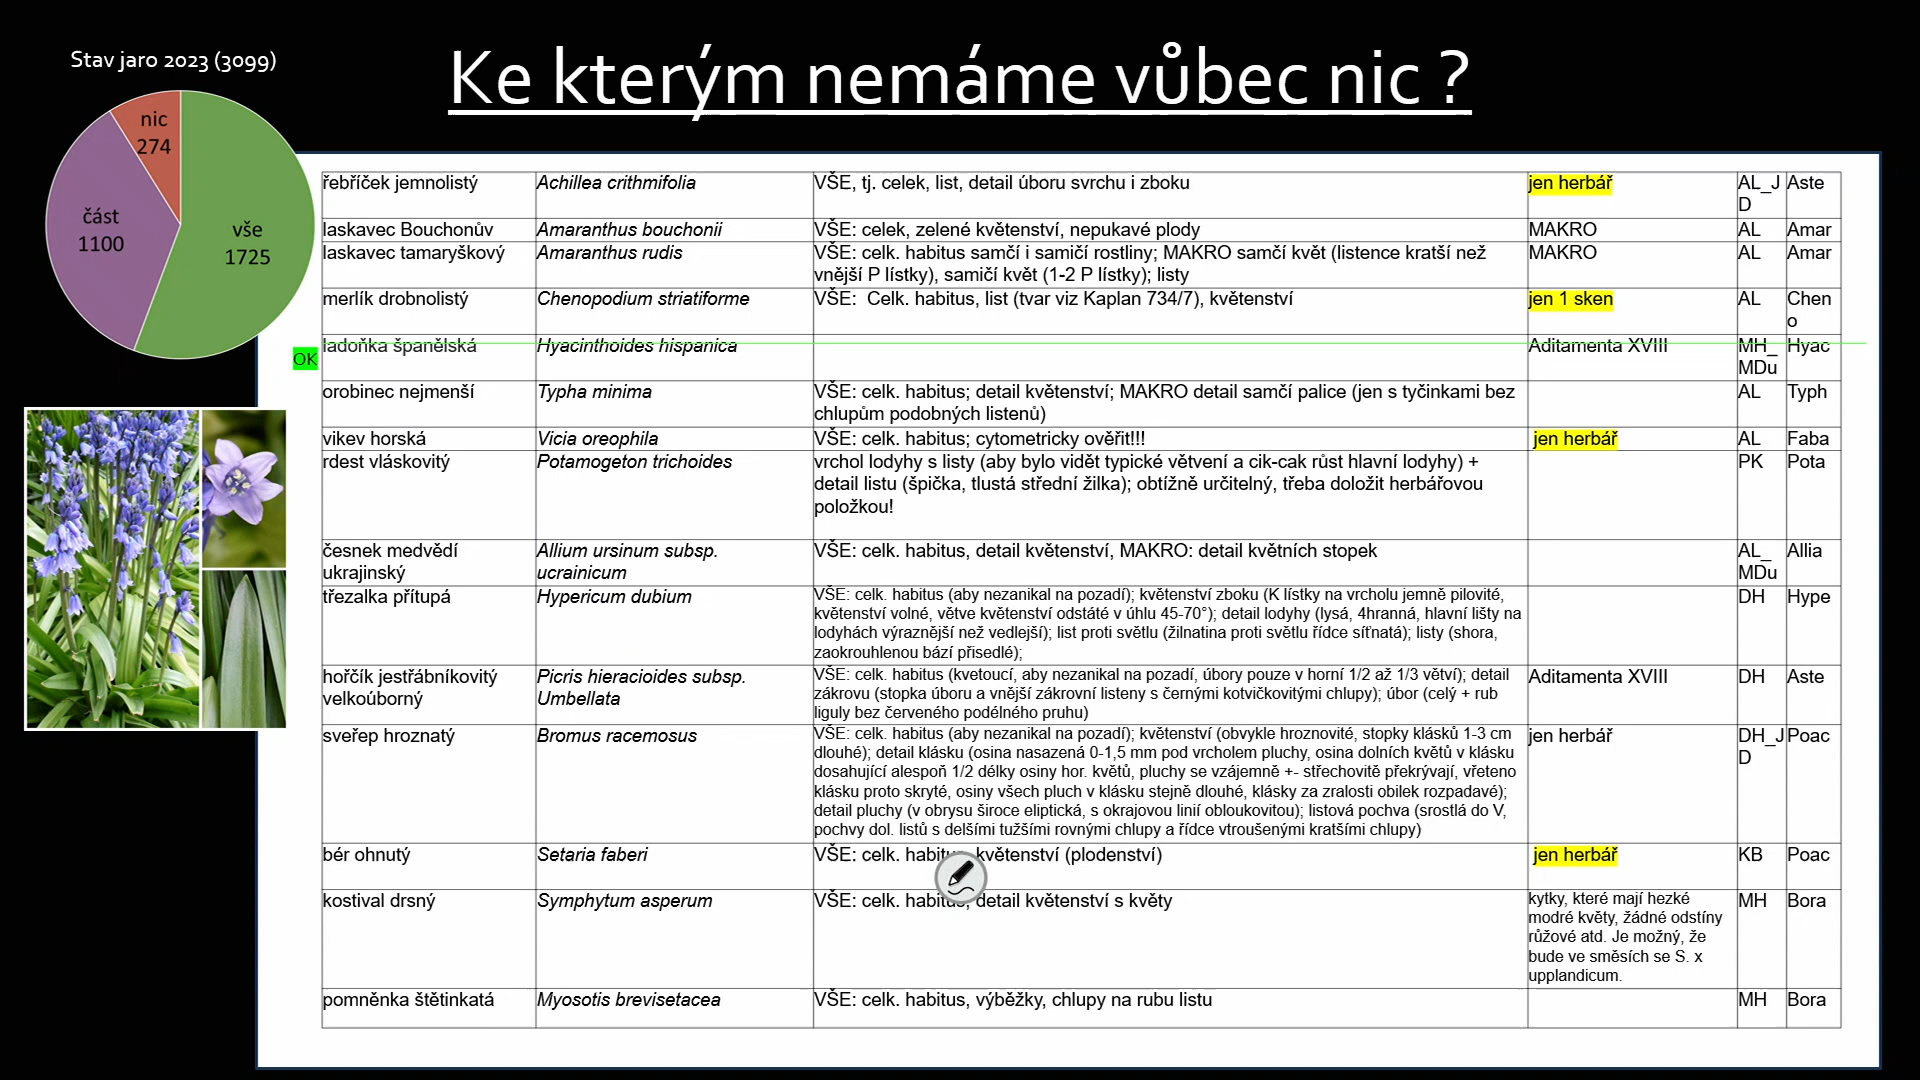 Stav jaro 2023 (3099)
Ke kterým nemáme vůbec nic ?
nic
274
část
1100
vše
1725
řebříček jemnolistý Achillea crithmifolia VŠE, tj. celek, list, detail úboru svrchu i zboku jen herbář AL_J Aste
D
laskavec Bouchonův Amaranthus bouchonii VŠE: celek, zelené květenství, nepukavé plody MAKRO AL Amar
laskavec tamaryškový Amaranthus rudis VŠE: celk. habitus samčí i samičí rostliny; MAKRO samčí květ (listence kratší než MAKRO AL Amar
vnější P lístky), samičí květ (1-2 P lístky); listy
merlík drobnolistý Chenopodium striatiforme VŠE: Celk. habitus, list (tvar viz Kaplan 734/7), květenství jen 1 sken AL Chen
o
OK
ladoňka španělská Hyacinthoides hispanica Aditamenta XVIII MH_ Hyac
MDu
orobinec nejmenší Typha minima VŠE: celk. habitus; detail květenství; MAKRO detail samčí palice (jen s tyčinkami bez AL Typh
chlupům podobných listenů)
vikev horská Vicia oreophila VŠE: celk. habitus; cytometricky ověřit!!! jen herbář AL Faba
rdest vláskovitý Potamogeton trichoides vrchol lodyhy s listy (aby bylo vidět typické větvení a cik-cak růst hlavní lodyhy) + PK Pota
detail listu (špička, tlustá střední žilka); obtížně určitelný, třeba doložit herbářovou
položkou!
česnek medvědí Allium ursinum subsp. VŠE: celk. habitus, detail květenství, MAKRO: detail květních stopek AL_ Allia
ukrajinský ucrainicum MDu
třezalka přítupá Hypericum dubium VŠE: celk. habitus (aby nezanikal na pozadí); květenství zboku (K lístky na vrcholu jemně pilovité, DH Hype
květenství volné, větve květenství odstáté v úhlu 45-70°); detail lodyhy (lysá, 4hranná, hlavní lišty na
lodyhách výraznější než vedlejší); list proti světlu (žilnatina proti světlu řídce síťnatá); listy (shora,
zaokrouhlenou bází přisedlé);
hořčík jestřábníkovitý Picris hieracioides subsp. VŠE: celk. habitus (kvetoucí, aby nezanikal na pozadí, úbory pouze v horní 1/2 až 1/3 větví); detail Aditamenta XVIII DH Aste
velkoúborný Umbellata zákrovu (stopka úboru a vnější zákrovní listeny s černými kotvičkovitými chlupy); úbor (celý + rub
liguly bez červeného podélného pruhu)
sveřep hroznatý Bromus racemosus VŠE: celk. habitus (aby nezanikal na pozadí); květenství (obvykle hroznovité, stopky klásků 1-3 cm jen herbář DH_J Poac
dlouhé); detail klásku (osina nasazená 0-1,5 mm pod vrcholem pluchy, osina dolních květů v klásku D
dosahující alespoň 1/2 délky osiny hor. květů, pluchy se vzájemně +- střechovitě překrývají, vřeteno
klásku proto skryté, osiny všech pluch v klásku stejně dlouhé, klásky za zralosti obilek rozpadavé);
detail pluchy (v obrysu široce eliptická, s okrajovou linií obloukovitou); listová pochva (srostlá do V,
pochvy dol. listů s delšími tužšími rovnými chlupy a řídce vtroušenými kratšími chlupy)
bér ohnutý Setaria faberi VŠE: celk. habitus, květenství (plodenství) jen herbář KB Poac
kostival drsný Symphytum asperum VŠE: celk. habitus, detail květenství s květy kytky, které mají hezké MH Bora
modré květy, žádné odstíny
růžové atd. Je možný, že
bude ve směsích se S. x
upplandicum.
pomněnka štětinkatá Myosotis brevisetacea VŠE: celk. habitus, výběžky, chlupy na rubu listu MH Bora